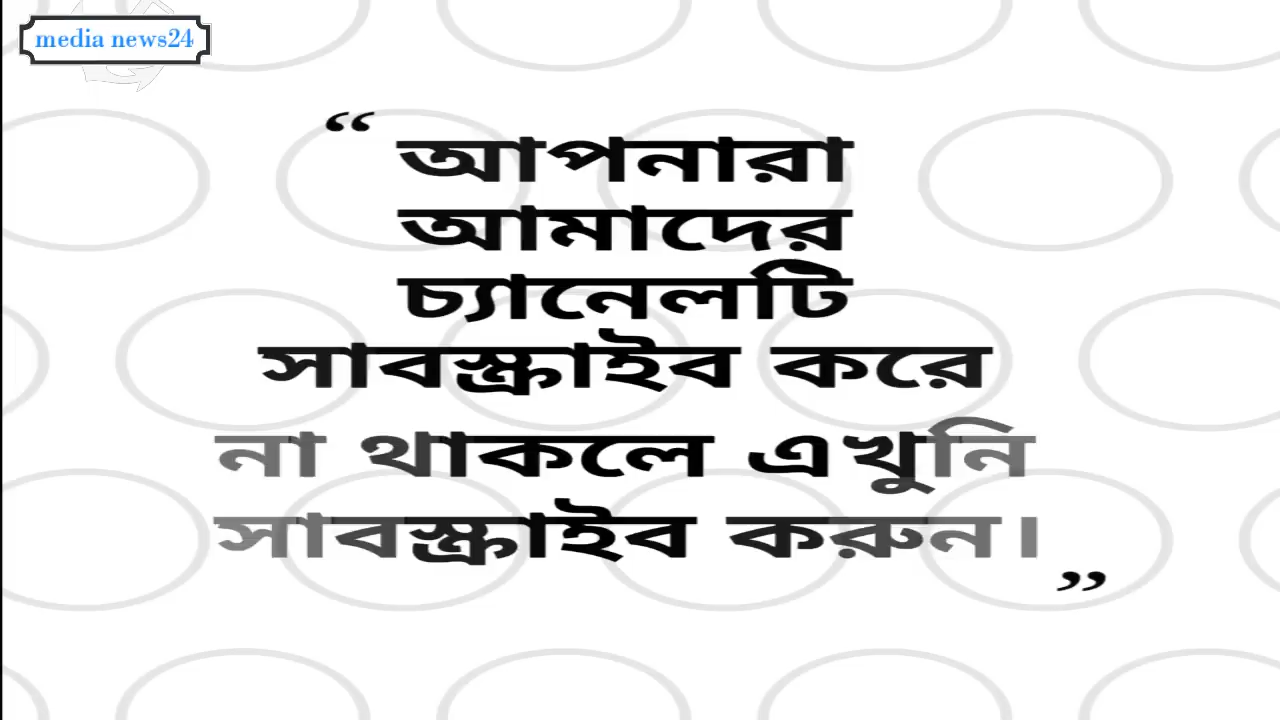 media news24
“ আপনারা
আমাদের
চ্যানেলটি
সাবস্ক্রাইব করে
না থাকলে এখুনি
সাবস্ক্রাইব করুন।
”